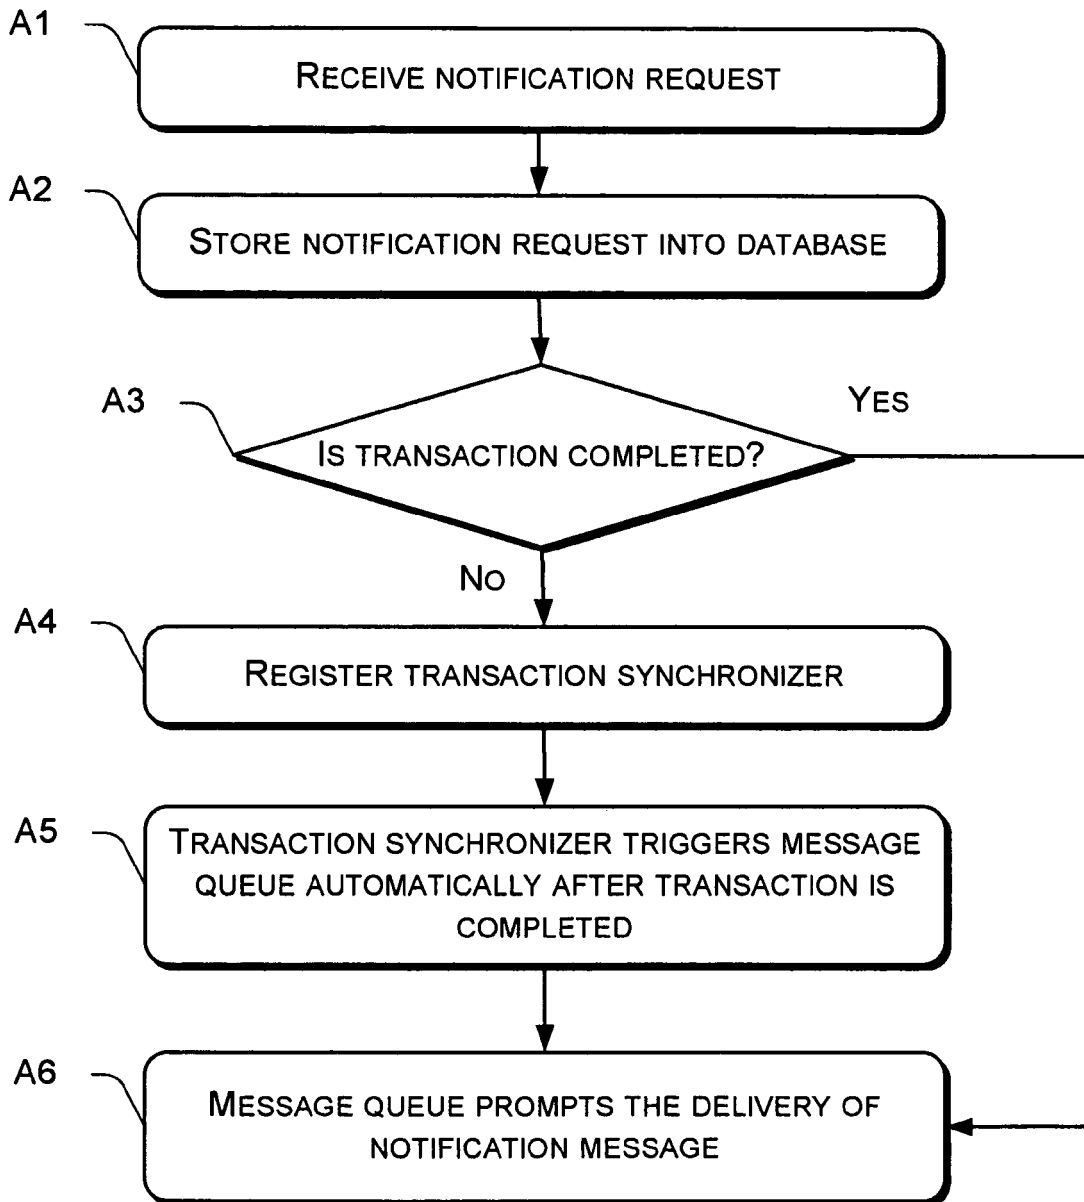 A1
RECEIVE NOTIFICATION REQUEST
A2
STORE NOTIFICATION REQUEST INTO DATABASE
A3
IS TRANSACTION COMPLETED?
YES
NO
A4
REGISTER TRANSACTION SYNCHRONIZER
A5
TRANSACTION SYNCHRONIZER TRIGGERS MESSAGE
QUEUE AUTOMATICALLY AFTER TRANSACTION IS
COMPLETED
A6
MESSAGE QUEUE PROMPTS THE DELIVERY OF
NOTIFICATION MESSAGE